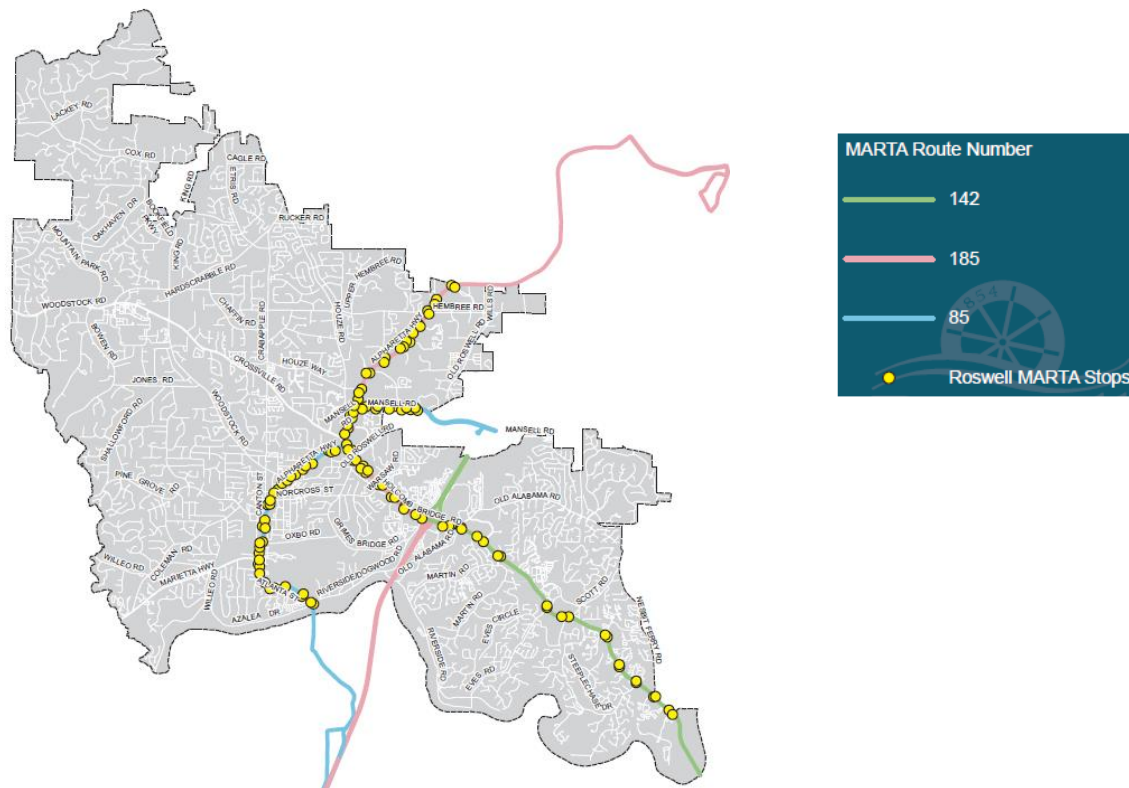 LACKEY RD
COX RD
CAGLE RD
ETRIS RD
KING RD
OAKHAVEN DR
BROOKFIELD PKWY
KING RD
RUCKER RD
MOUNTAIN PARK RD
HARDSCRABBLE RD
UPPER HEMBREE RD
WOODSTOCK RD
HEMBREE RD
WILLS RD
CHAFFIN RD
HOUZE RD
CRABAPPLE RD
ALPHARETTA HWY
OLD ROSWELL RD
BOWEN RD
CROSSVILLE RD
HOUZE WAY
JONES RD
WOODSTOCK RD
MANSELL RD
MANSELL RD
MANSELL RD
SHALLOWFORD RD
ALPHARETTA HWY
OLD ROSWELL RD
WARSAW RD
PINE GROVE RD
CANTON ST
NORCROSS ST
HOLCOMB BRIDGE RD
OLD ALABAMA RD
GRIMES BRIDGE RD
OXBO RD
WILLEO RD
COLEMAN RD
MARIETTA HWY
RIVERSIDE/DOGWOOD RD
OLD ALABAMA RD
MARTIN RD
WILLEO RD
ATLANTA ST
AZALEA DR
MARTIN RD
SCOTT RD
NESBIT FERRY RD
EVES CIRCLE
RIVERSIDE RD
EVES RD
STEEPLECHASE DR
MARTA Route Number
142
185
85
Roswell MARTA Stops